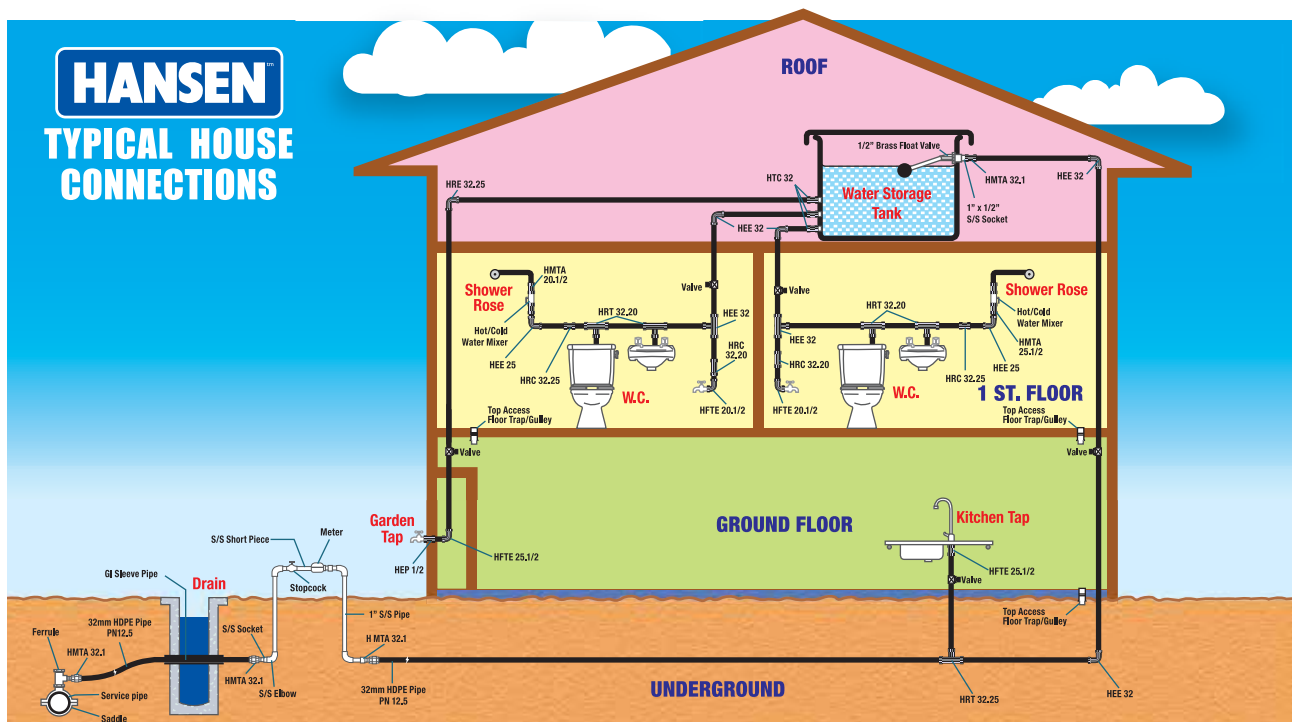 HANSEN™
TYPICAL HOUSE
CONNECTIONS
ROOF
1/2" Brass Float Valve
HRE 32.25
HTC 32
Water Storage
Tank
HMTA 32.1
HEE 32
1" x 1/2"
S/S Socket
HEE 32
HMTA
20.1/2
Shower
Rose
Hot/Cold
Water Mixer
HRT 32.20
Valve
HEE 32
HEE 25
HRC 32.25
HRC
32.20
W.C.
HFTE 20.1/2
Valve
HRT 32.20
Shower Rose
Hot/Cold
Water Mixer
HMTA
25.1/2
HEE 32
HRC 32.20
HEE 25
HRC 32.25
HFTE 20.1/2
W.C.
1 ST. FLOOR
Top Access
Floor Trap/Gulley
Top Access
Floor Trap/Gulley
Valve
Valve
GROUND FLOOR
Garden
Tap
HEP 1/2
HFTE 25.1/2
Kitchen Tap
HFTE 25.1/2
Valve
Top Access
Floor Trap/Gulley
S/S Short Piece
Meter
Stopcock
GI Sleeve Pipe
Drain
1" S/S Pipe
32mm HDPE Pipe
PN12.5
S/S Socket
Ferrule
HMTA 32.1
HMTA 32.1
S/S Elbow
H MTA 32.1
32mm HDPE Pipe
PN 12.5
Service pipe
Saddle
UNDERGROUND
HRT 32.25
HEE 32